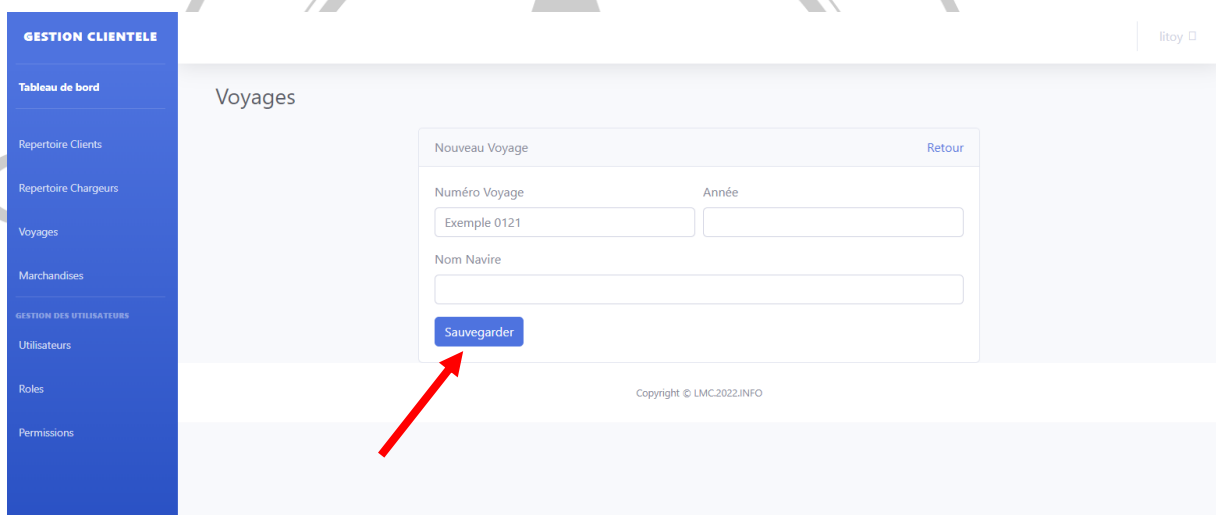 GESTION CLIENTELE
litoy
Tableau de bord
Voyages
Repertoire Clients
Nouveau Voyage Retour
Repertoire Chargeurs
Numéro Voyage Année
Exemple 0121
Voyages
Nom Navire
Marchandises
GESTION DES UTILISATEURS
Sauvegarder
Utilisateurs
Roles
Copyright © LMC.2022.INFO
Permissions